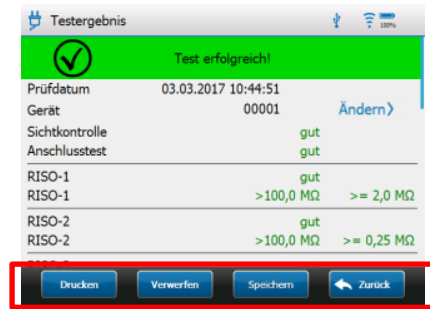 Testergebnis 100%
Test erfolgreich!
Prüfdatum 03.03.2017 10:44:51
Gerät 00001 Ändern
Sichtkontrolle gut
Anschlusstest gut
RISO-1 gut
RISO-1 >100,0 MΩ >= 2,0 MΩ
RISO-2 gut
RISO-2 >100,0 MΩ >= 0,25 MΩ
Drucken Verwerfen Speichern Zurück